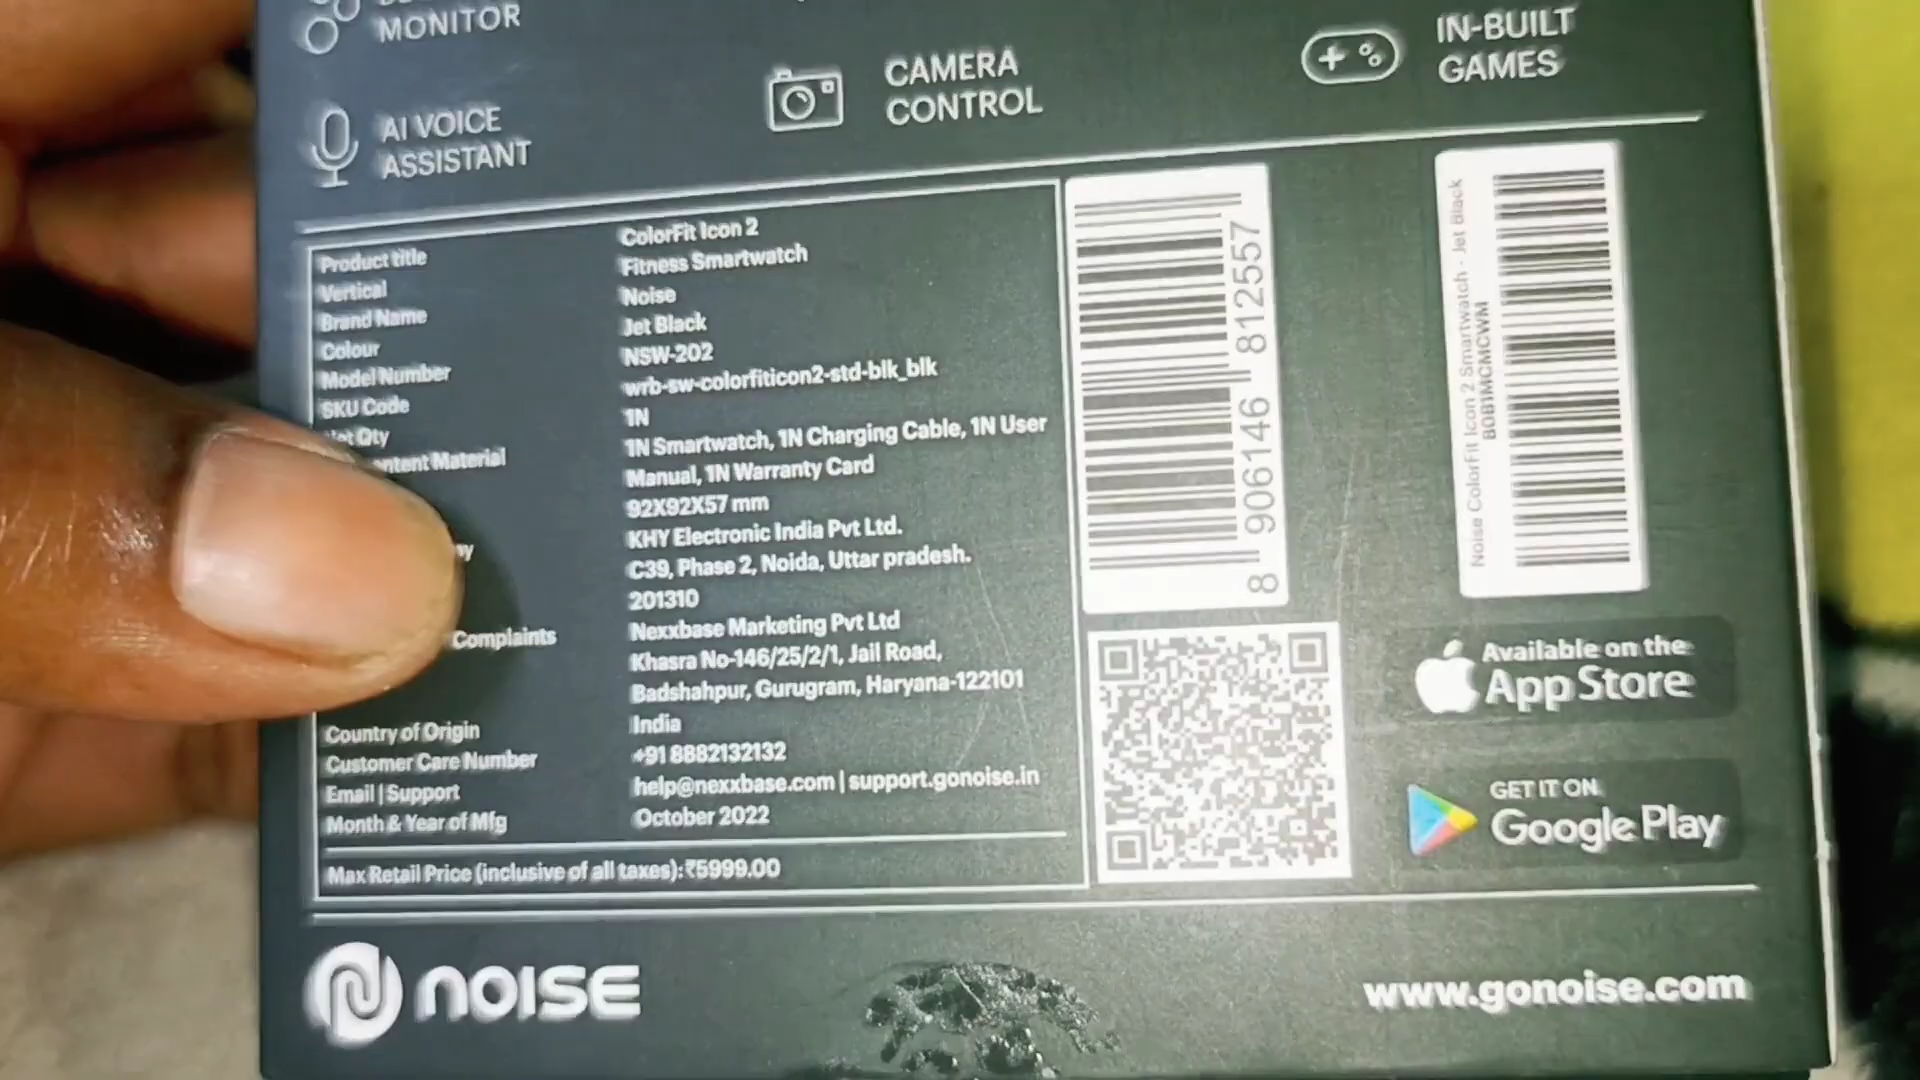 MONITOR
AI VOICE
ASSISTANT
CAMERA
CONTROL
IN-BUILT
GAMES
Product title ColorFit Icon 2
Vertical Fitness Smartwatch
Brand Name Noise
Colour Jet Black
Model Number NSW-202
SKU Code wrb-sw-colorfiticon2-std-blk_blk
Qty 1N
Material 1N Smartwatch, 1N Charging Cable, 1N User
Manual, 1N Warranty Card
92X92X57 mm
KHY Electronic India Pvt Ltd.
C39, Phase 2, Noida, Uttar pradesh.
201310
Complaints Nexxbase Marketing Pvt Ltd
Khasra No-146/25/2/1, Jail Road,
Badshahpur, Gurugram, Haryana-122101
Country of Origin India
Customer Care Number +91 8882132132
Email | Support help@nexxbase.com | support.gonoise.in
Month & Year of Mfg October 2022
Max Retail Price (inclusive of all taxes):₹5999.00
8 906146 812557
Noise ColorFit Icon 2 Smartwatch - Jet Black
B0B1MCMCWM
Available on the
App Store
GET IT ON
Google Play
NOISE
www.gonoise.com